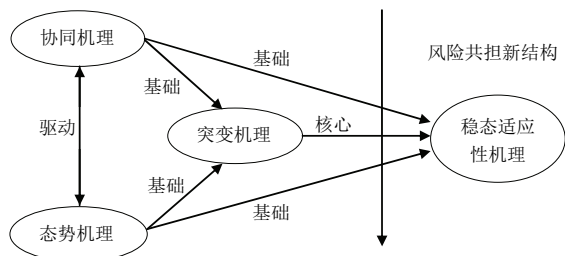 协同机理
基础
风险共担新结构
基础
驱动
突变机理
核心
稳态适应
性机理
基础
基础
态势机理